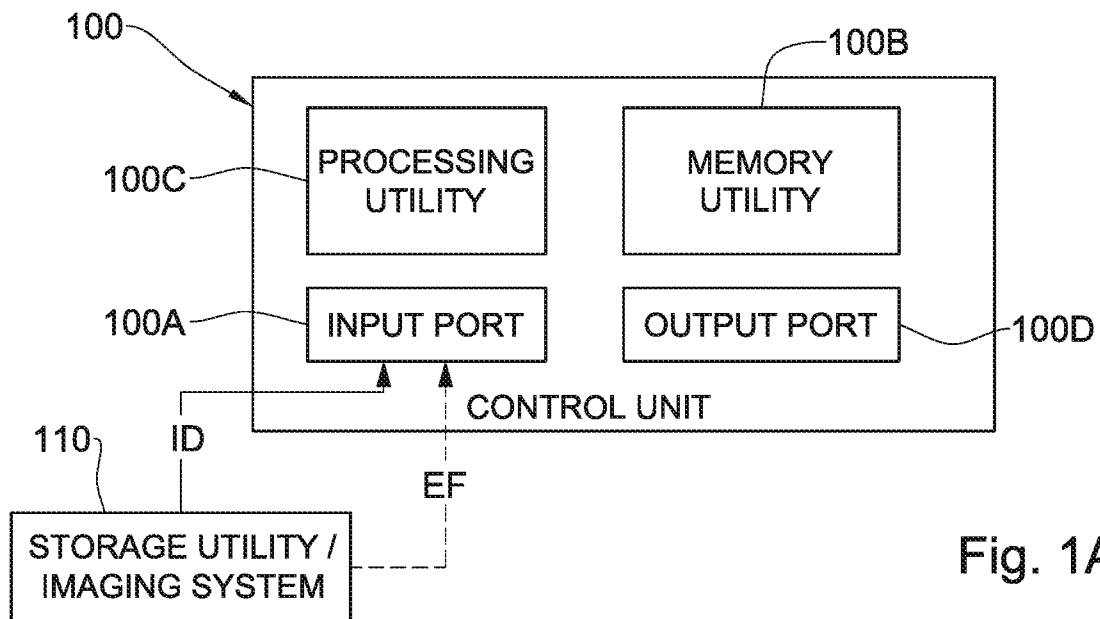 100
100B
PROCESSING
UTILITY
MEMORY
UTILITY
100C
100A
INPUT PORT
OUTPUT PORT
100D
CONTROL UNIT
110
ID
EF
STORAGE UTILITY /
IMAGING SYSTEM
Fig. 1A